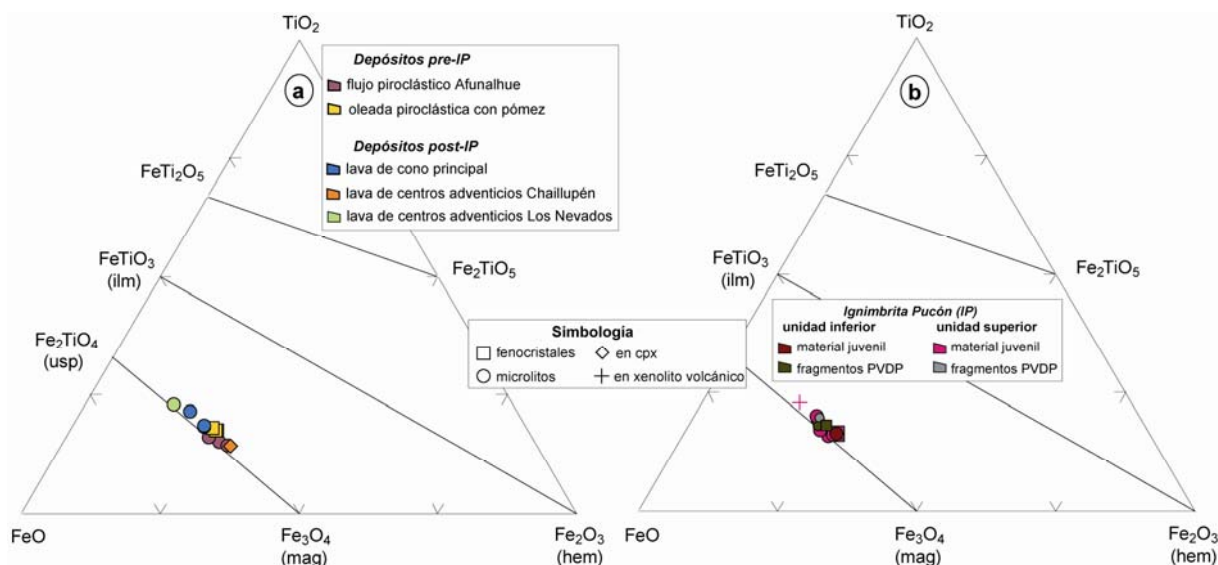 TiO2
a
Depósitos pre-IP
flujo piroclástico Afunalhue
oleada piroclástica con pómez
Depósitos post-IP
lava de cono principal
lava de centros adventicios Chaillupén
lava de centros adventicios Los Nevados
FeTi2O5
FeTiO3
(ilm)
Fe2TiO5
Fe2TiO4
(usp)
FeO
Fe3O4
(mag)
Fe2O3
(hem)
Simbología
fenocristales
en cpx
microlitos
en xenolito volcánico
TiO2
b
FeTi2O5
FeTiO3
(ilm)
Fe2TiO5
Ignimbrita Pucón (IP)
unidad inferior
unidad superior
material juvenil
material juvenil
fragmentos PVDP
fragmentos PVDP
FeO
Fe3O4
(mag)
Fe2O3
(hem)